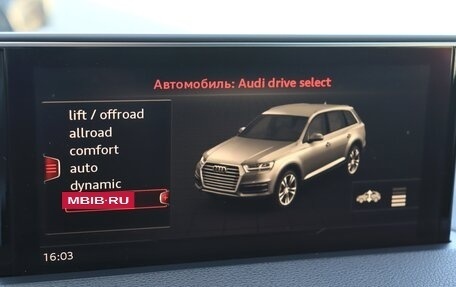 Автомобиль: Audi drive select
lift / offroad
allroad
comfort
auto
dynamic
MBIB-RU
16:03